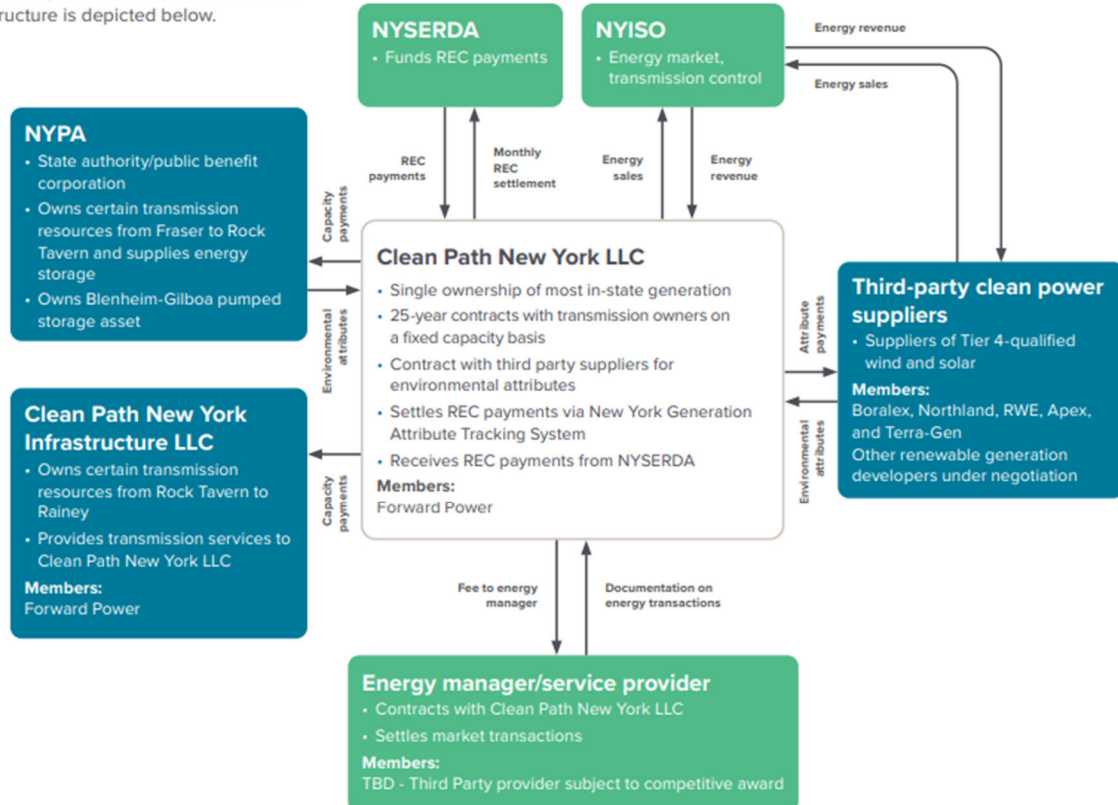 ructure is depicted below.
NYSERDA
• Funds REC payments
NYISO
• Energy market,
transmission control
Energy revenue
Energy sales
NYPA
• State authority/public benefit
corporation
• Owns certain transmission
resources from Fraser to Rock
Tavern and supplies energy
storage
• Owns Blenheim-Gilboa pumped
storage asset
REC
payments
Monthly
REC
settlement
Energy
sales
Energy
revenue
Capacity
payments
Environmental
attributes
Clean Path New York LLC
• Single ownership of most in-state generation
• 25-year contracts with transmission owners on
a fixed capacity basis
• Contract with third party suppliers for
environmental attributes
• Settles REC payments via New York Generation
Attribute Tracking System
• Receives REC payments from NYSERDA
Members:
Forward Power
Attribute
payments
Environmental
attributes
Third-party clean power
suppliers
• Suppliers of Tier 4-qualified
wind and solar
Members:
Boralex, Northland, RWE, Apex,
and Terra-Gen
Other renewable generation
developers under negotiation
Clean Path New York
Infrastructure LLC
• Owns certain transmission
resources from Rock Tavern to
Rainey
• Provides transmission services to
Clean Path New York LLC
Members:
Forward Power
Capacity
payments
Fee to energy
manager
Documentation on
energy transactions
Energy manager/service provider
• Contracts with Clean Path New York LLC
• Settles market transactions
Members:
TBD - Third Party provider subject to competitive award